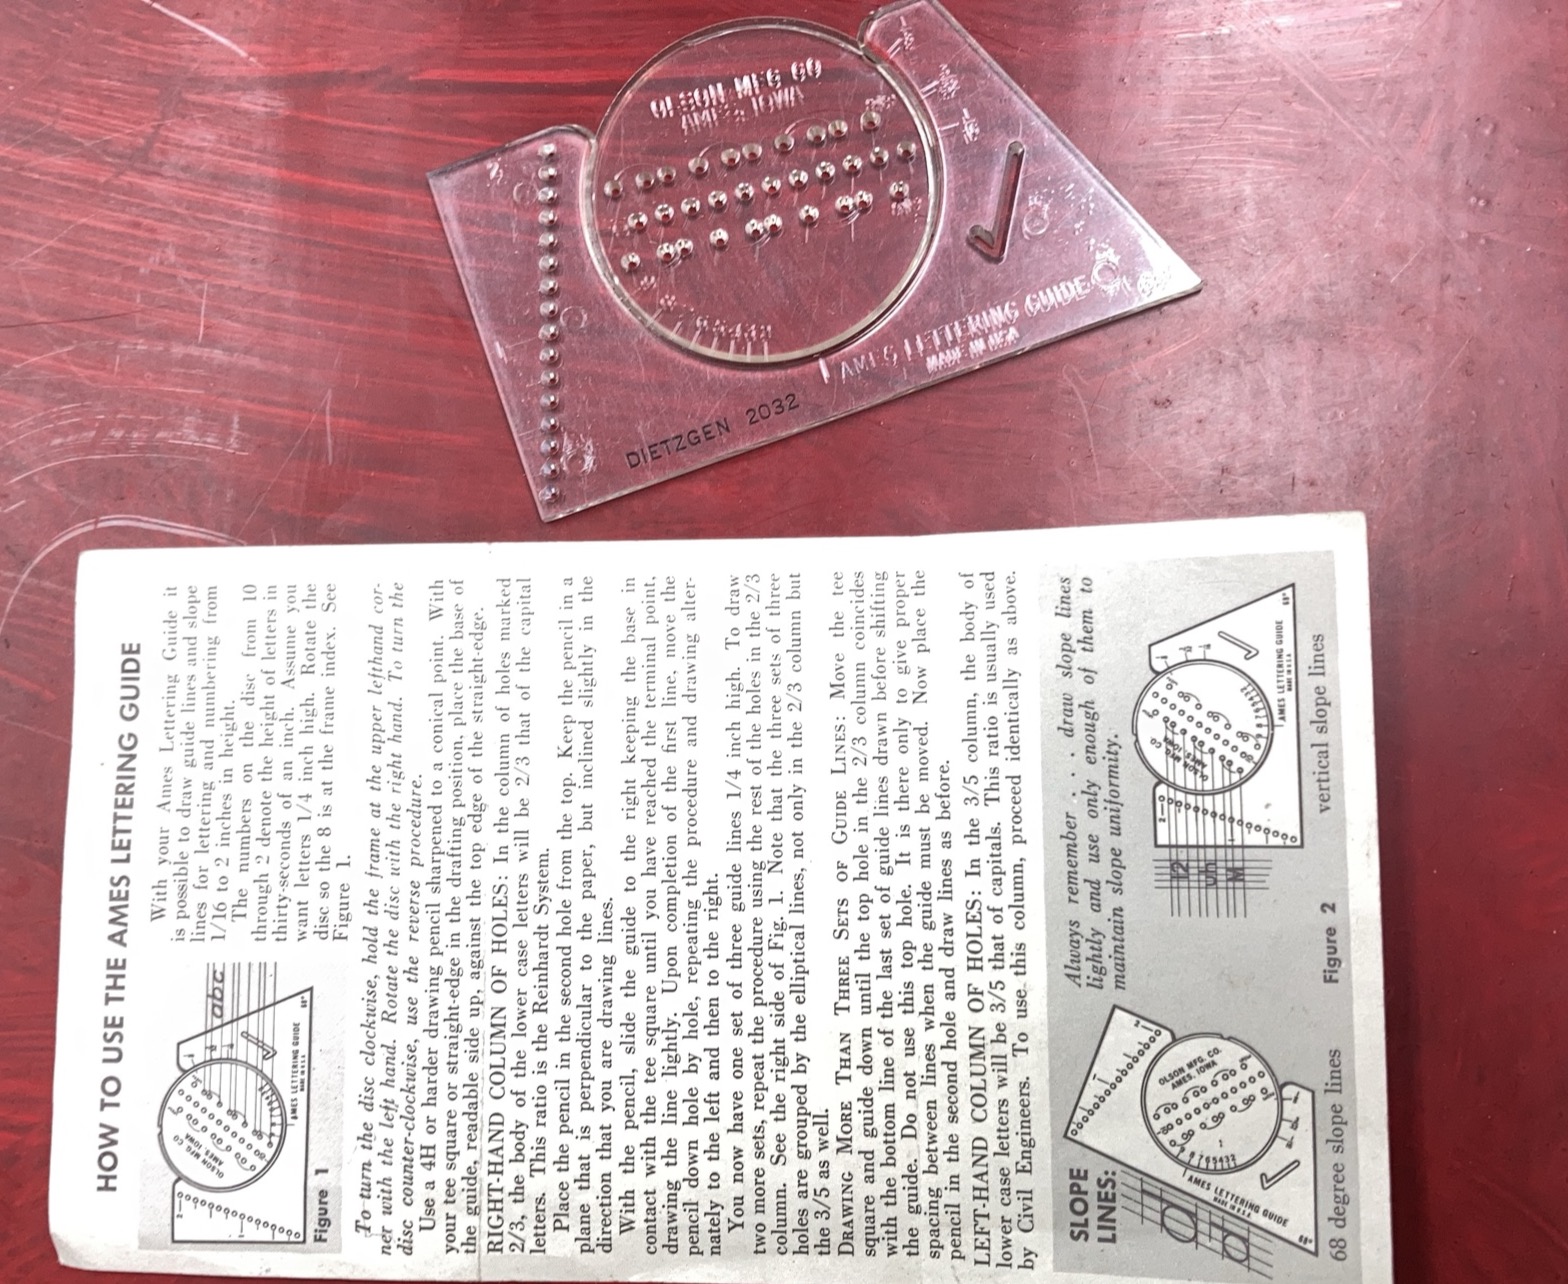 HOW TO USE THE AMES LETTERING GUIDE
With your Ames Lettering Guide it
is possible to draw guide lines and slope
lines for lettering and numbering from
1/16 to 2 inches in height.
The numbers on the disc from 10
through 2 denote the height of letters in
thirty-seconds of an inch. Assume you
want letters 1/4 inch high. Rotate the
disc so the 8 is at the frame index. See
Figure 1.
abc
OLSON MFG CO
AMES IOWA
AMES LETTERING GUIDE
Figure 1
To turn the disc clockwise, hold the frame at the upper lefthand cor-
ner with the left hand. Rotate the disc with the right hand. To turn the
disc counter-clockwise, use the reverse procedure.
Use a 4H or harder drawing pencil sharpened to a conical point. With
your tee square or straight-edge in the drafting position, place the base of
the guide, readable side up, against the top edge of the straight-edge.
RIGHT-HAND COLUMN OF HOLES: In the column of holes marked
2/3, the body of the lower case letters will be 2/3 that of the capital
letters. This ratio is the Reinhardt System.
Place the pencil in the second hole from the top. Keep the pencil in a
plane that is perpendicular to the paper, but inclined slightly in the
direction that you are drawing lines.
With the pencil, slide the guide to the right keeping the base in
contact with the tee square until you have reached the terminal point,
drawing the line lightly. Upon completion of the first line, move the
pencil down hole by hole, repeating the procedure and drawing alter-
nately to the left and then to the right.
You now have one set of three guide lines 1/4 inch high. To draw
two more sets, repeat the procedure using the rest of the holes in the 2/3
column. See the right side of Fig. 1. Note that the three sets of three
holes are grouped by the elliptical lines, not only in the 2/3 column but
the 3/5 as well.
DRAWING MORE THAN THREE SETS OF GUIDE LINES: Move the tee
square and guide down until the top hole in the 2/3 column coincides
with the bottom line of the last set of guide lines drawn before shifting
the guide. Do not use this top hole. It is there only to give proper
spacing between lines when the guide must be moved. Now place the
pencil in the second hole and draw lines as before.
LEFT-HAND COLUMN OF HOLES: In the 3/5 column, the body of
lower case letters will be 3/5 that of capitals. This ratio is usually used
by Civil Engineers. To use this column, proceed identically as above.
SLOPE
LINES:
Always remember . . . draw slope lines
lightly and use only enough of them to
maintain slope uniformity.
OLSON MFG. CO.
AMES, IOWA
AMES LETTERING GUIDE
68 degree slope lines
Figure 2
AMES LETTERING GUIDE
MADE IN U.S.A.
vertical slope lines
OLSON MFG CO
AMES IOWA
AMES LETTERING GUIDE
MADE IN USA
DIETZGEN 2032